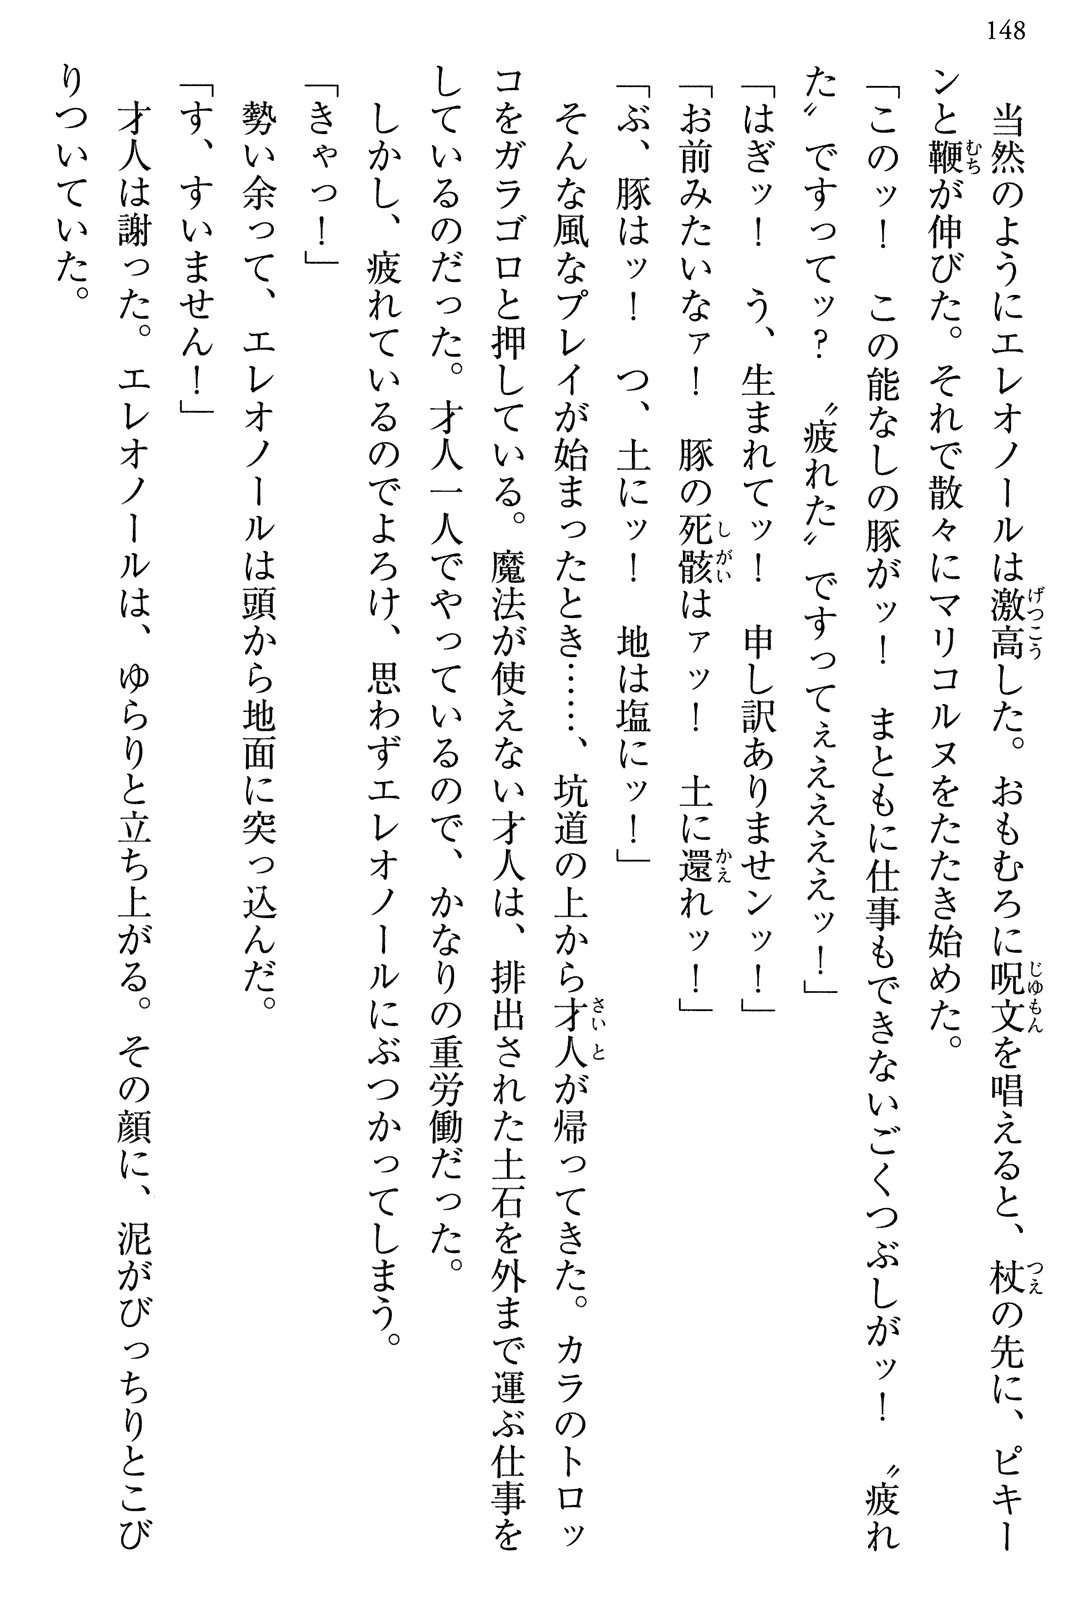 148
　当然のようにエレオノールは激高した。おもむろに呪文を唱えると、杖の先に、ピキー
ンと鞭が伸びた。それで散々にマリコルヌをたたき始めた。
「このッ！　この能なしの豚がッ！　まともに仕事もできないごくつぶしがッ！　〝疲れ
た〟ですってッ？　〝疲れた〟ですってぇぇぇぇぇッ！」
「はぎッ！　う、生まれてッ！　申し訳ありませンッ！」
「お前みたいなァ！　豚の死骸はァッ！　土に還れッ！」
「ぶ、豚はッ！　つ、土にッ！　地は塩にッ！」
　そんな風なプレイが始まったとき……、坑道の上から才人が帰ってきた。カラのトロッ
コをガラゴロと押している。魔法が使えない才人は、排出された土石を外まで運ぶ仕事を
しているのだった。才人一人でやっているので、かなりの重労働だった。
　しかし、疲れているのでよろけ、思わずエレオノールにぶつかってしまう。
「きゃっ！」
　勢い余って、エレオノールは頭から地面に突っ込んだ。
「す、すいません！」
　才人は謝った。エレオノールは、ゆらりと立ち上がる。その顔に、泥がびっちりとこび
りついていた。